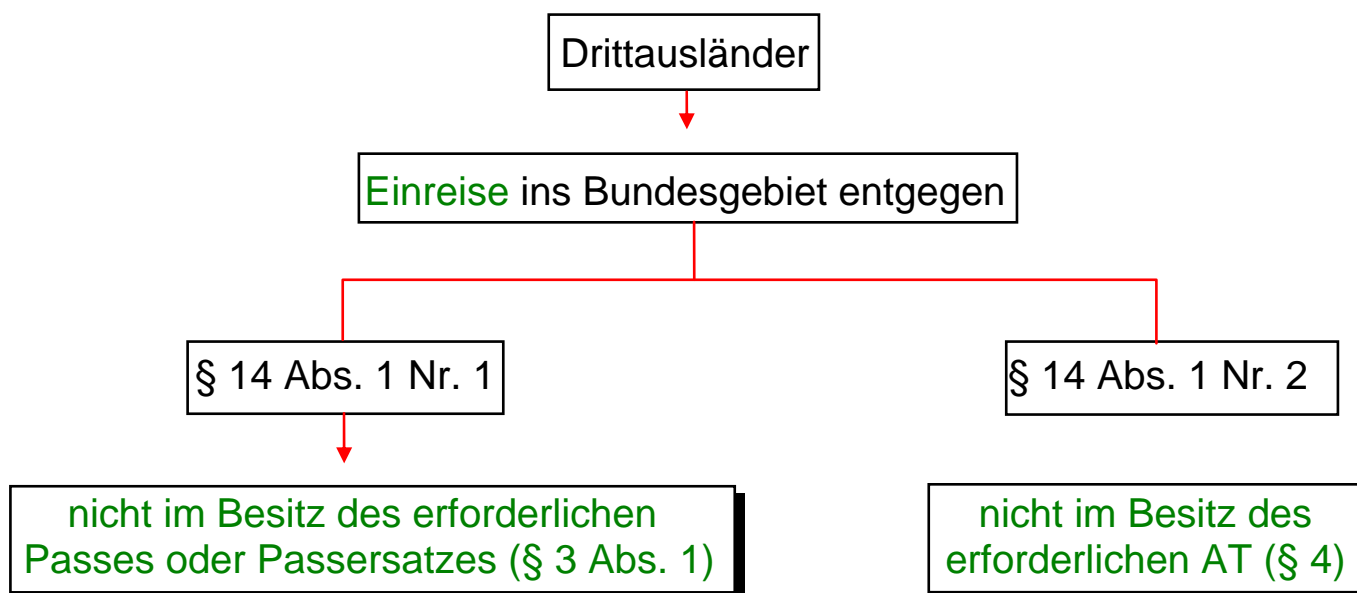 Drittausländer
Einreise ins Bundesgebiet entgegen
§ 14 Abs. 1 Nr. 1
§ 14 Abs. 1 Nr. 2
nicht im Besitz des erforderlichen
Passes oder Passersatzes (§ 3 Abs. 1)
nicht im Besitz des
erforderlichen AT (§ 4)